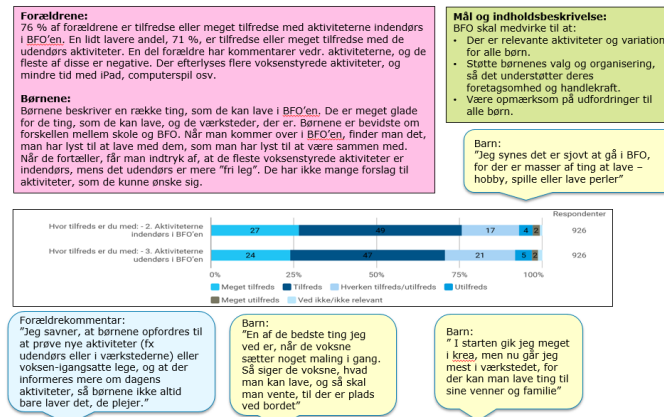 Forældrene:
76 % af forældrene er tilfredse eller meget tilfredse med aktiviteterne indendørs
i BFO'en. En lidt lavere andel, 71 %, er tilfredse eller meget tilfredse med de
udendørs aktiviteter. En del forældre har kommentarer vedr. aktiviteterne, og de
fleste af disse er negative. Der efterlyses flere voksenstyrede aktiviteter, og
mindre tid med iPad, computerspil osv.
Børnene:
Børnene beskriver en række ting, som de kan lave i BFO'en. De er meget glade
for de ting, som de kan lave, og de værksteder, der er. Børnene er bevidste om
forskellen mellem skole og BFO. Når man kommer over i BFO'en, finder man det,
man har lyst til at lave med dem, som man har lyst til at være sammen med.
Når de fortæller, får man indtryk af, at de fleste voksenstyrede aktiviteter er
indendørs, mens det udendørs er mere "fri leg". De har ikke mange forslag til
aktiviteter, som de kunne ønske sig.
Mål og indholdsbeskrivelse:
BFO skal medvirke til at:
• Der er relevante aktiviteter og variation
for alle børn.
• Støtte børnenes valg og organisering,
så det understøtter deres
foretagsomhed og handlekraft.
• Være opmærksom på udfordringer til
alle børn.
Barn:
"Jeg synes det er sjovt at gå i BFO,
for der er masser af ting at lave –
hobby, spille eller lave perler"
Respondenter
Hvor tilfreds er du med: - 2. Aktiviteterne
indendørs i BFO'en
27 49 17 4 2 926
Hvor tilfreds er du med: - 3. Aktiviteterne
udendørs i BFO'en
24 47 21 5 2 926
0% 25% 50% 75% 100%
Meget tilfreds Tilfreds Hverken tilfreds/utilfreds Utilfreds
Meget utilfreds Ved ikke/ikke relevant
Forældrekommentar:
"Jeg savner, at børnene opfordres til
at prøve nye aktiviteter (fx
udendørs eller i værkstederne) eller
voksen-igangsatte lege, og at der
informeres mere om dagens
aktiviteter, så børnene ikke altid
bare laver det, de plejer."
Barn:
"En af de bedste ting jeg
ved er, når de voksne
sætter noget maling i gang.
Så siger de voksne, hvad
man kan lave, og så skal
man vente, til der er plads
ved bordet"
Barn:
" I starten gik jeg meget
i krea, men nu går jeg
mest i værkstedet, for
der kan man lave ting til
sine venner og familie"